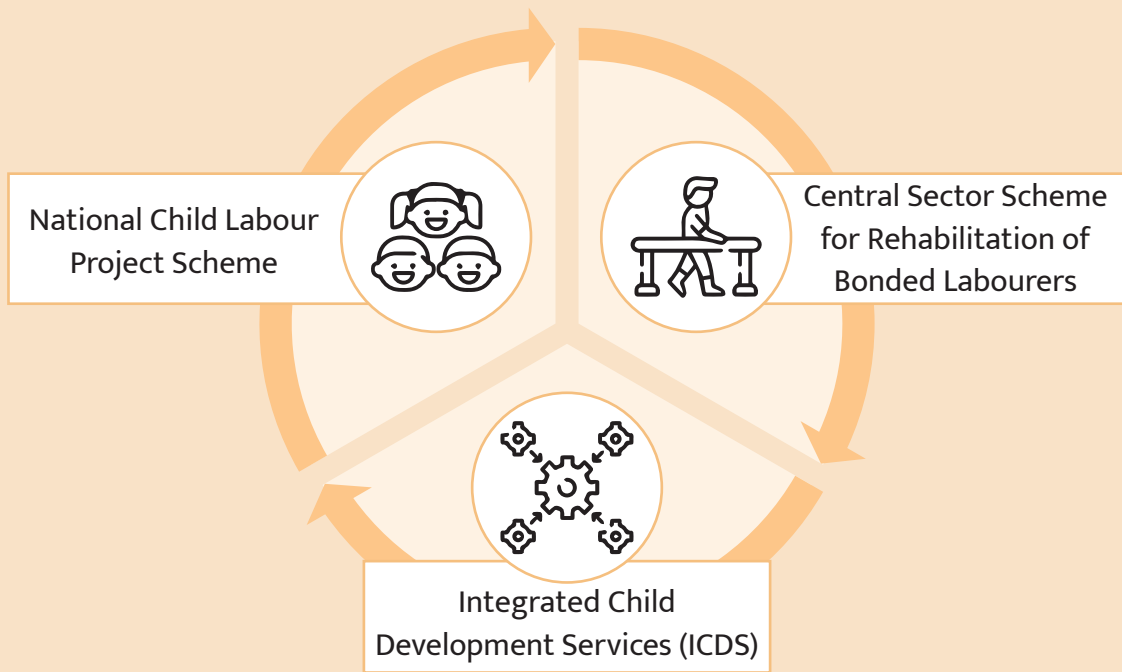 National Child Labour
Project Scheme
Central Sector Scheme
for Rehabilitation of
Bonded Labourers
Integrated Child
Development Services (ICDS)